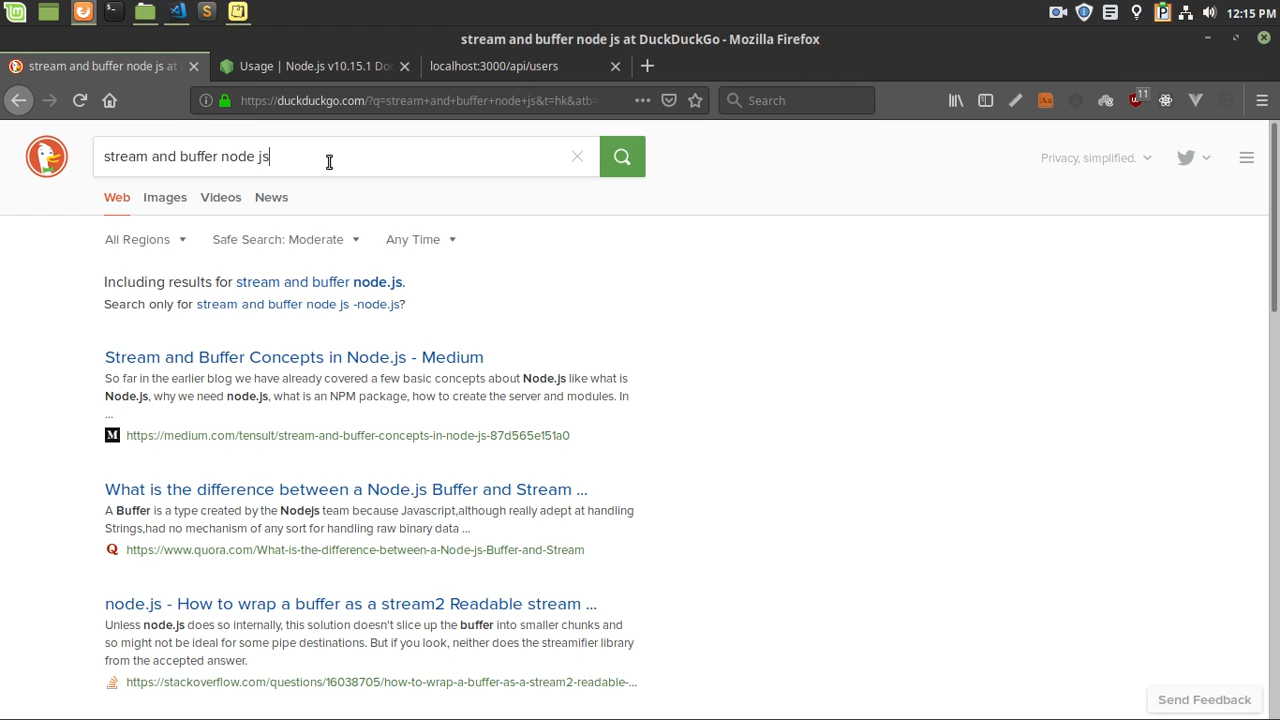 12:15 PM
stream and buffer node js at DuckDuckGo - Mozilla Firefox
stream and buffer node js at
Usage | Node.js v10.15.1 Do
localhost:3000/api/users
https://duckduckgo.com/?q=stream+and+buffer+node+js&t=hk&atb=
Search
11
stream and buffer node js
Privacy, simplified.
Web Images Videos News
All Regions Safe Search: Moderate Any Time
Including results for stream and buffer node.js.
Search only for stream and buffer node js -node.js?
Stream and Buffer Concepts in Node.js - Medium
So far in the earlier blog we have already covered a few basic concepts about Node.js like what is
Node.js, why we need node.js, what is an NPM package, how to create the server and modules. In
...
M https://medium.com/tensult/stream-and-buffer-concepts-in-node-js-87d565e151a0
What is the difference between a Node.js Buffer and Stream ...
A Buffer is a type created by the Nodejs team because Javascript,although really adept at handling
Strings,had no mechanism of any sort for handling raw binary data ...
Q https://www.quora.com/What-is-the-difference-between-a-Node-js-Buffer-and-Stream
node.js - How to wrap a buffer as a stream2 Readable stream ...
Unless node.js does so internally, this solution doesn't slice up the buffer into smaller chunks and
so might not be ideal for some pipe destinations. But if you look, neither does the streamifier library
from the accepted answer.
https://stackoverflow.com/questions/16038705/how-to-wrap-a-buffer-as-a-stream2-readable-...
Send Feedback